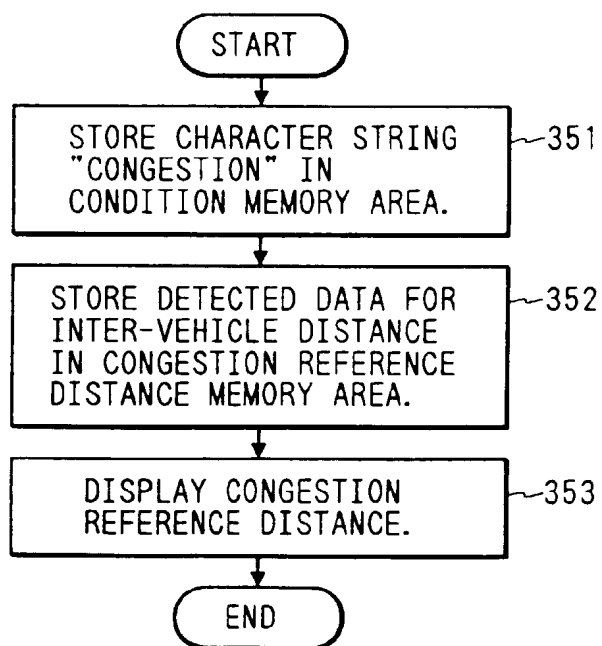 START
STORE CHARACTER STRING
"CONGESTION" IN
CONDITION MEMORY AREA.
351
STORE DETECTED DATA FOR
INTER-VEHICLE DISTANCE
IN CONGESTION REFERENCE
DISTANCE MEMORY AREA.
352
DISPLAY CONGESTION
REFERENCE DISTANCE.
353
END